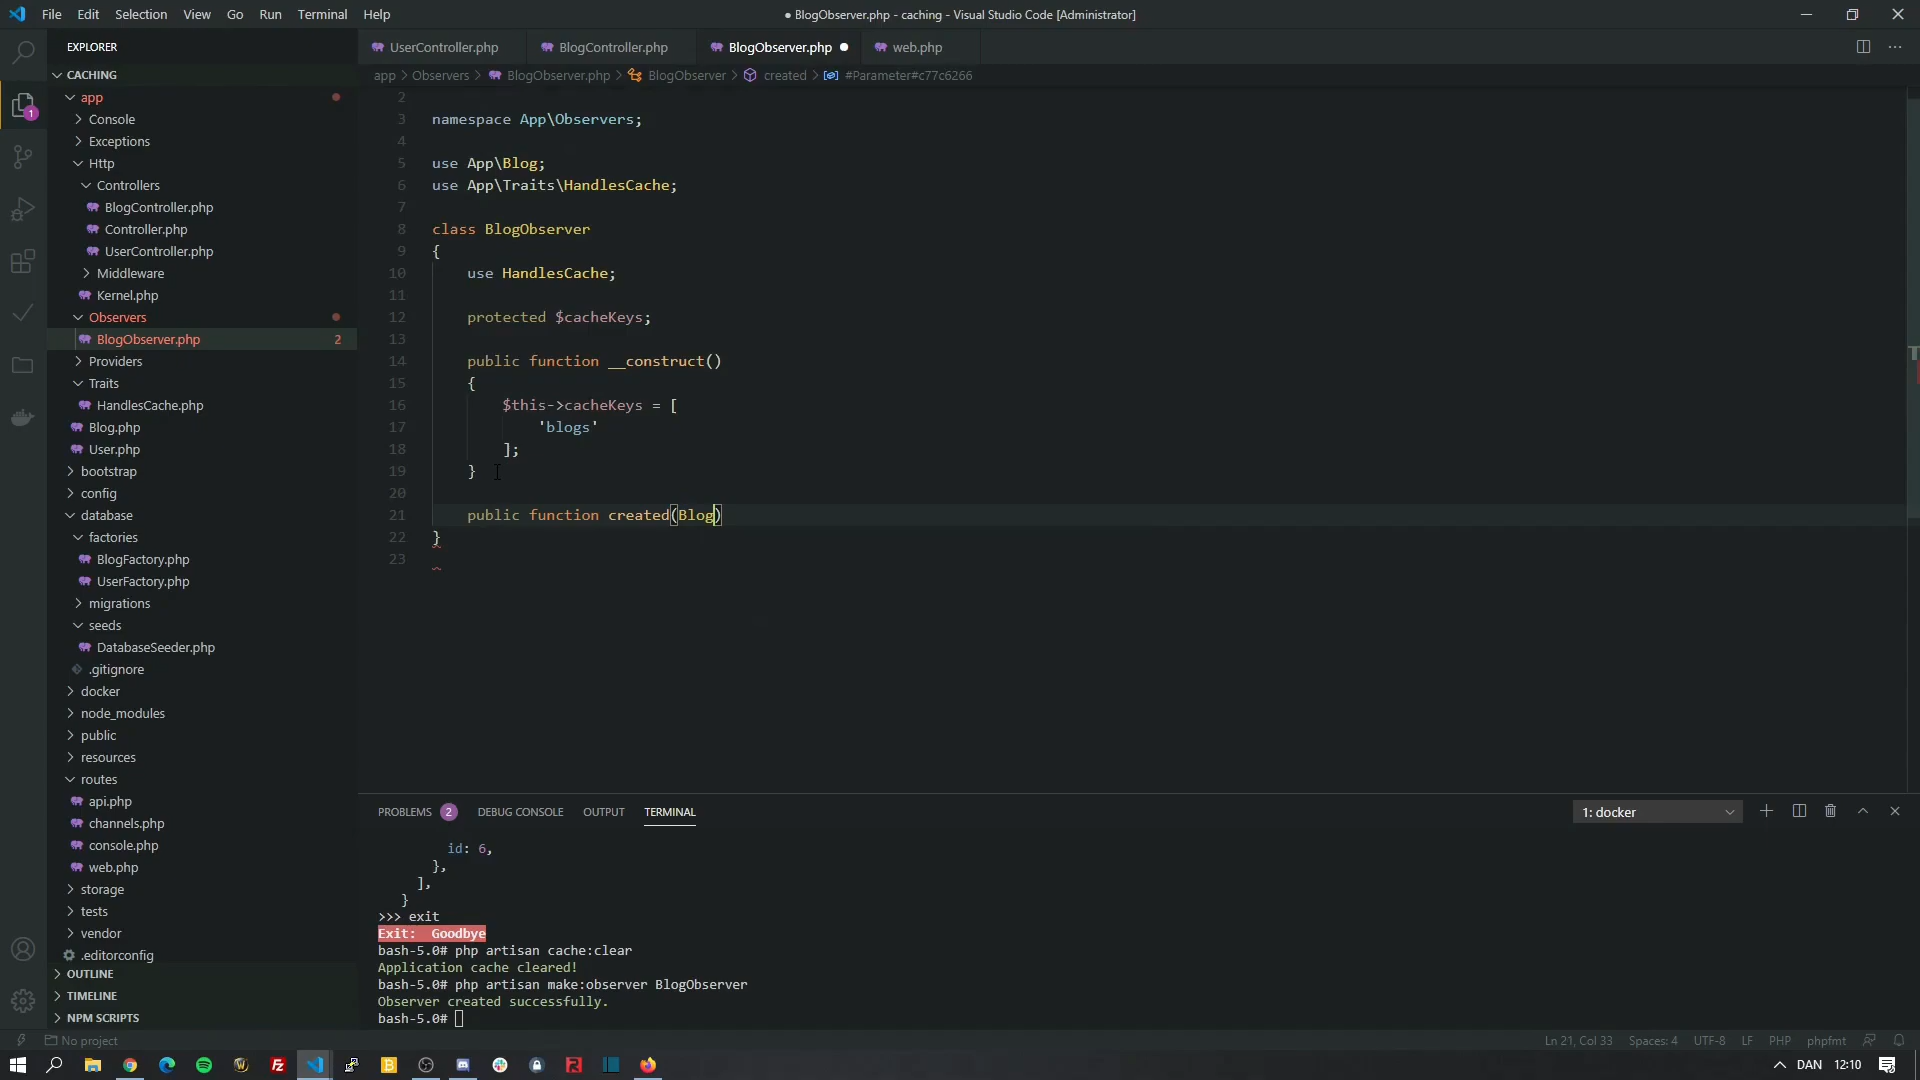 File Edit Selection View Go Run Terminal Help
● BlogObserver.php - caching - Visual Studio Code [Administrator]
EXPLORER
CACHING
app
Console
Exceptions
Http
Controllers
BlogController.php
Controller.php
UserController.php
Middleware
Kernel.php
Observers
BlogObserver.php 2
Providers
Traits
HandlesCache.php
Blog.php
User.php
bootstrap
config
database
factories
BlogFactory.php
UserFactory.php
migrations
seeds
DatabaseSeeder.php
.gitignore
docker
node_modules
public
resources
routes
api.php
channels.php
console.php
web.php
storage
tests
vendor
.editorconfig
OUTLINE
TIMELINE
NPM SCRIPTS
1
UserController.php BlogController.php BlogObserver.php ● web.php
app > Observers > BlogObserver.php > BlogObserver > created > #Parameter#c77c6266
2
3 namespace App\Observers;
4
5 use App\Blog;
6 use App\Traits\HandlesCache;
7
8 class BlogObserver
9 {
10 use HandlesCache;
11
12 protected $cacheKeys;
13
14 public function __construct()
15 {
16 $this->cacheKeys = [
17 'blogs'
18 ];
19 }
20
21 public function created(Blog)
22 }
23
PROBLEMS 2 DEBUG CONSOLE OUTPUT TERMINAL
1: docker
id: 6,
},
],
}
>>> exit
Exit: Goodbye
bash-5.0# php artisan cache:clear
Application cache cleared!
bash-5.0# php artisan make:observer BlogObserver
Observer created successfully.
bash-5.0#
No project
Ln 21, Col 33 Spaces: 4 UTF-8 LF PHP phpfmt
DAN 12:10